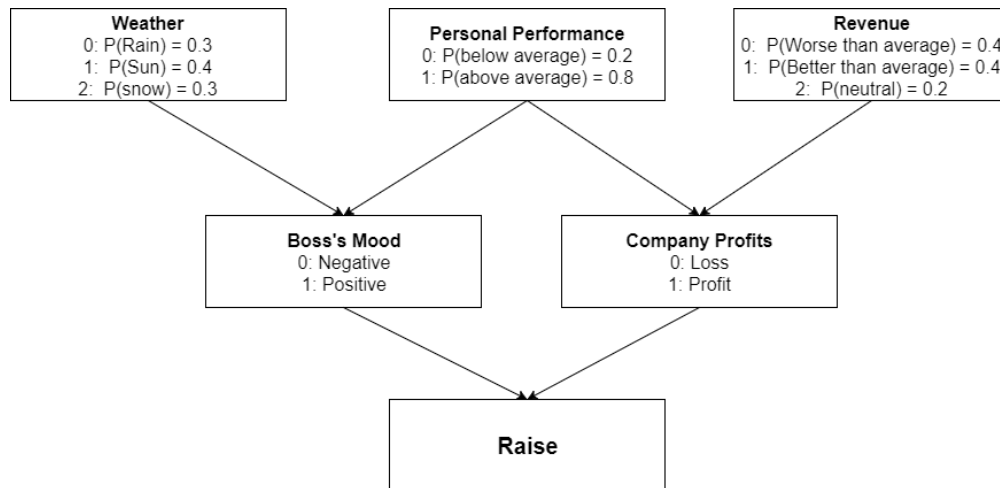 Weather
0: P(Rain) = 0.3
1: P(Sun) = 0.4
2: P(snow) = 0.3
Personal Performance
0: P(below average) = 0.2
1: P(above average) = 0.8
Revenue
0: P(Worse than average) = 0.4
1: P(Better than average) = 0.4
2: P(neutral) = 0.2
Boss's Mood
0: Negative
1: Positive
Company Profits
0: Loss
1: Profit
Raise